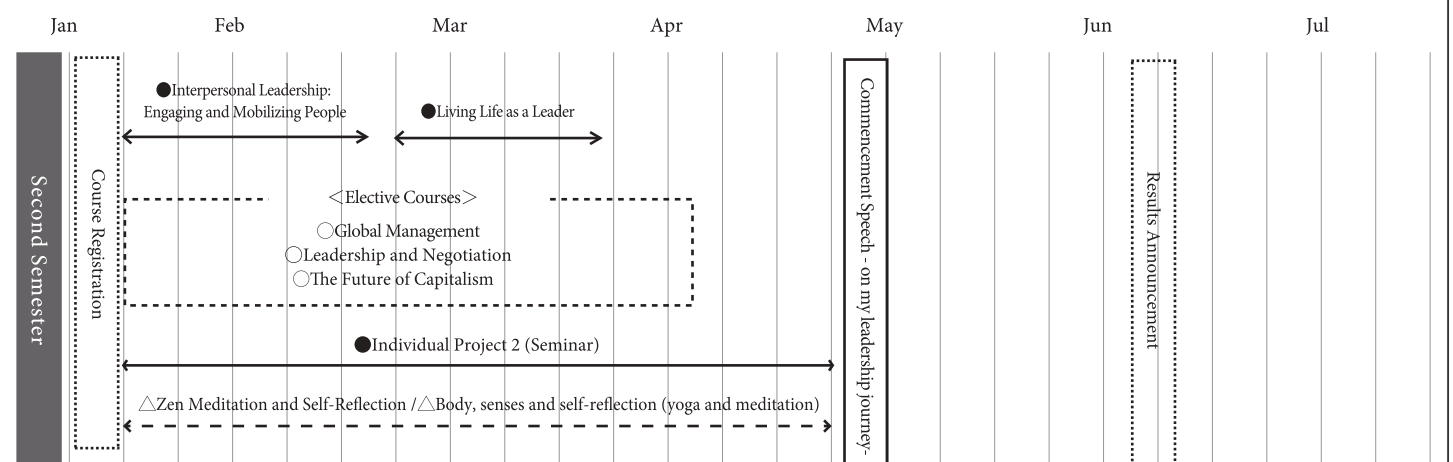 Jan Feb Mar Apr May Jun Jul
Second Semester
Course Registration
●Interpersonal Leadership:
Engaging and Mobilizing People
●Living Life as a Leader
<Elective Courses>
○Global Management
○Leadership and Negotiation
○The Future of Capitalism
●Individual Project 2 (Seminar)
△Zen Meditation and Self-Reflection /△Body, senses and self-reflection (yoga and meditation)
Commencement Speech - on my leadership journey-
Results Announcement